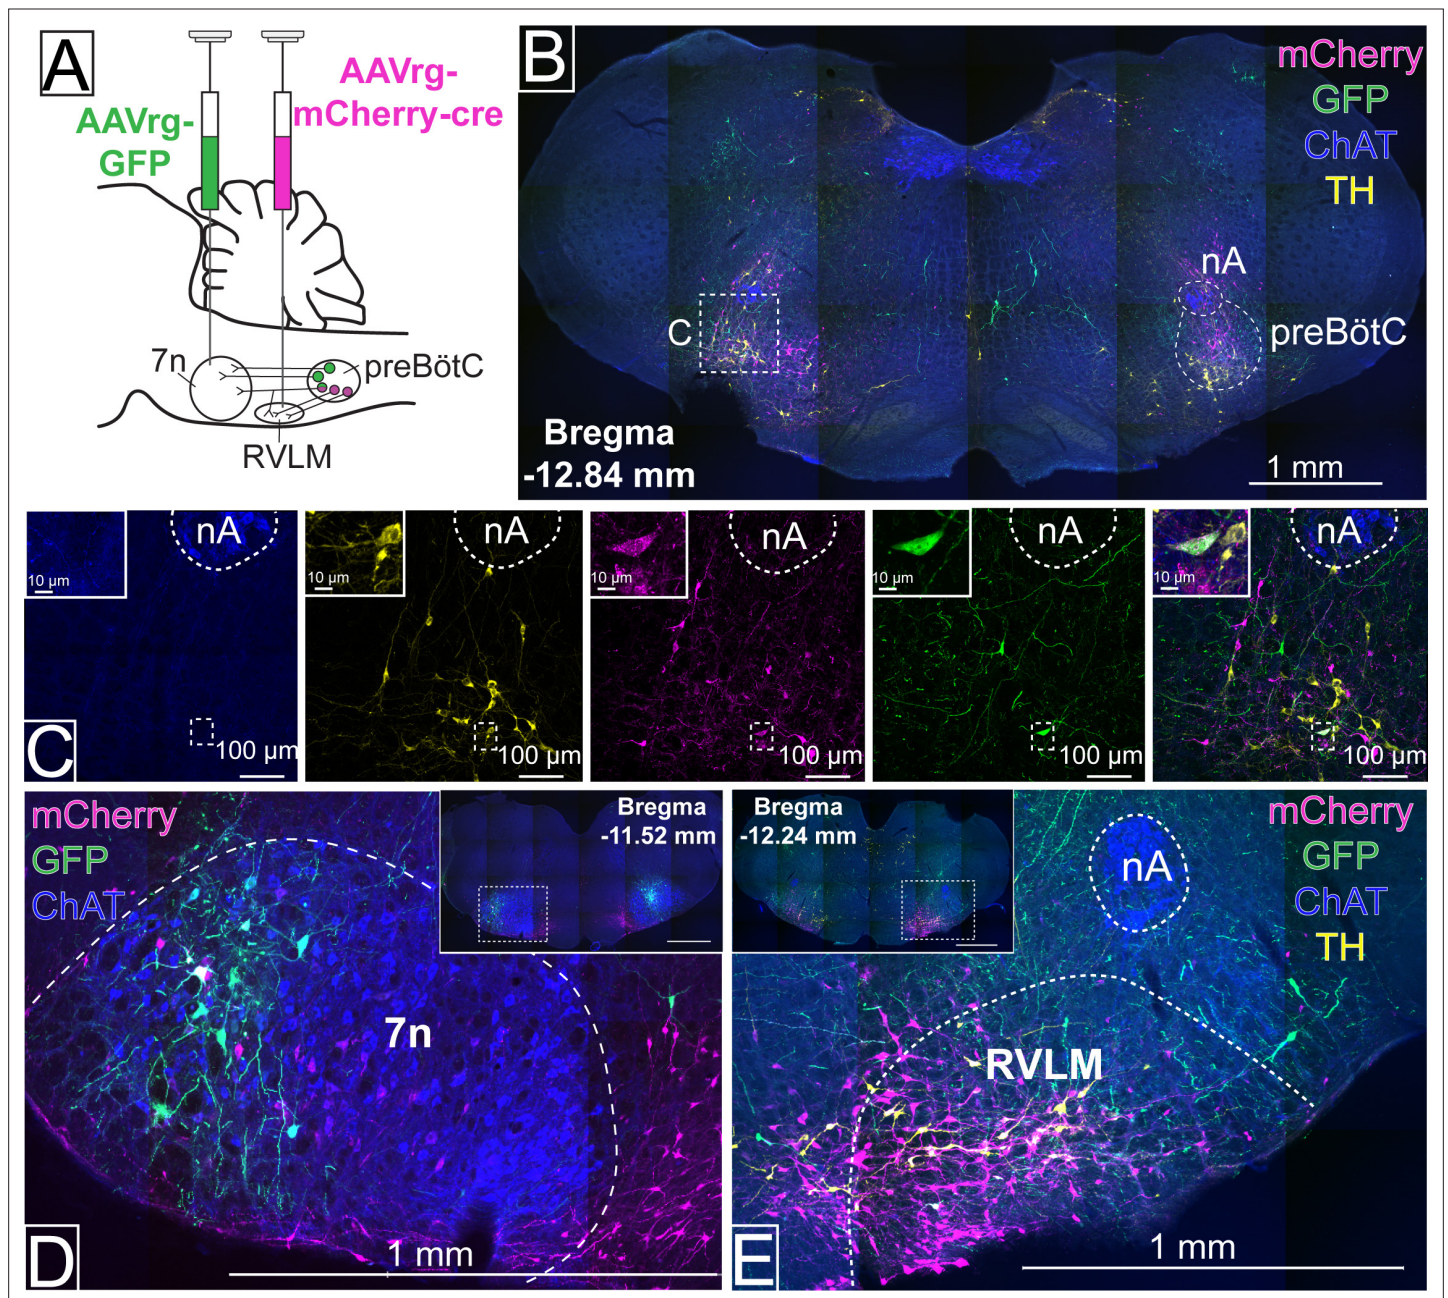 A
AAVrg-
GFP
AAVrg-
mCherry-cre
7n
preBötC
RVLM
B
mCherry
GFP
ChAT
TH
nA
preBötC
C
Bregma
-12.84 mm
1 mm
C
nA
10 µm
100 µm
nA
10 µm
100 µm
nA
10 µm
100 µm
nA
10 µm
100 µm
nA
10 µm
100 µm
D
mCherry
GFP
ChAT
Bregma
-11.52 mm
7n
1 mm
E
Bregma
-12.24 mm
mCherry
GFP
ChAT
TH
nA
RVLM
1 mm